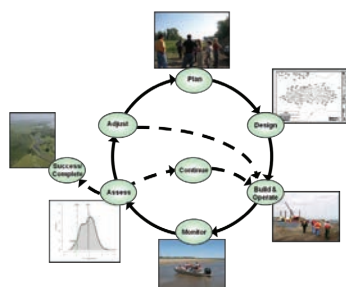 Plan
Adjust
Design
Success/
Complete
Continue
Assess
Build &
Operate
Monitor